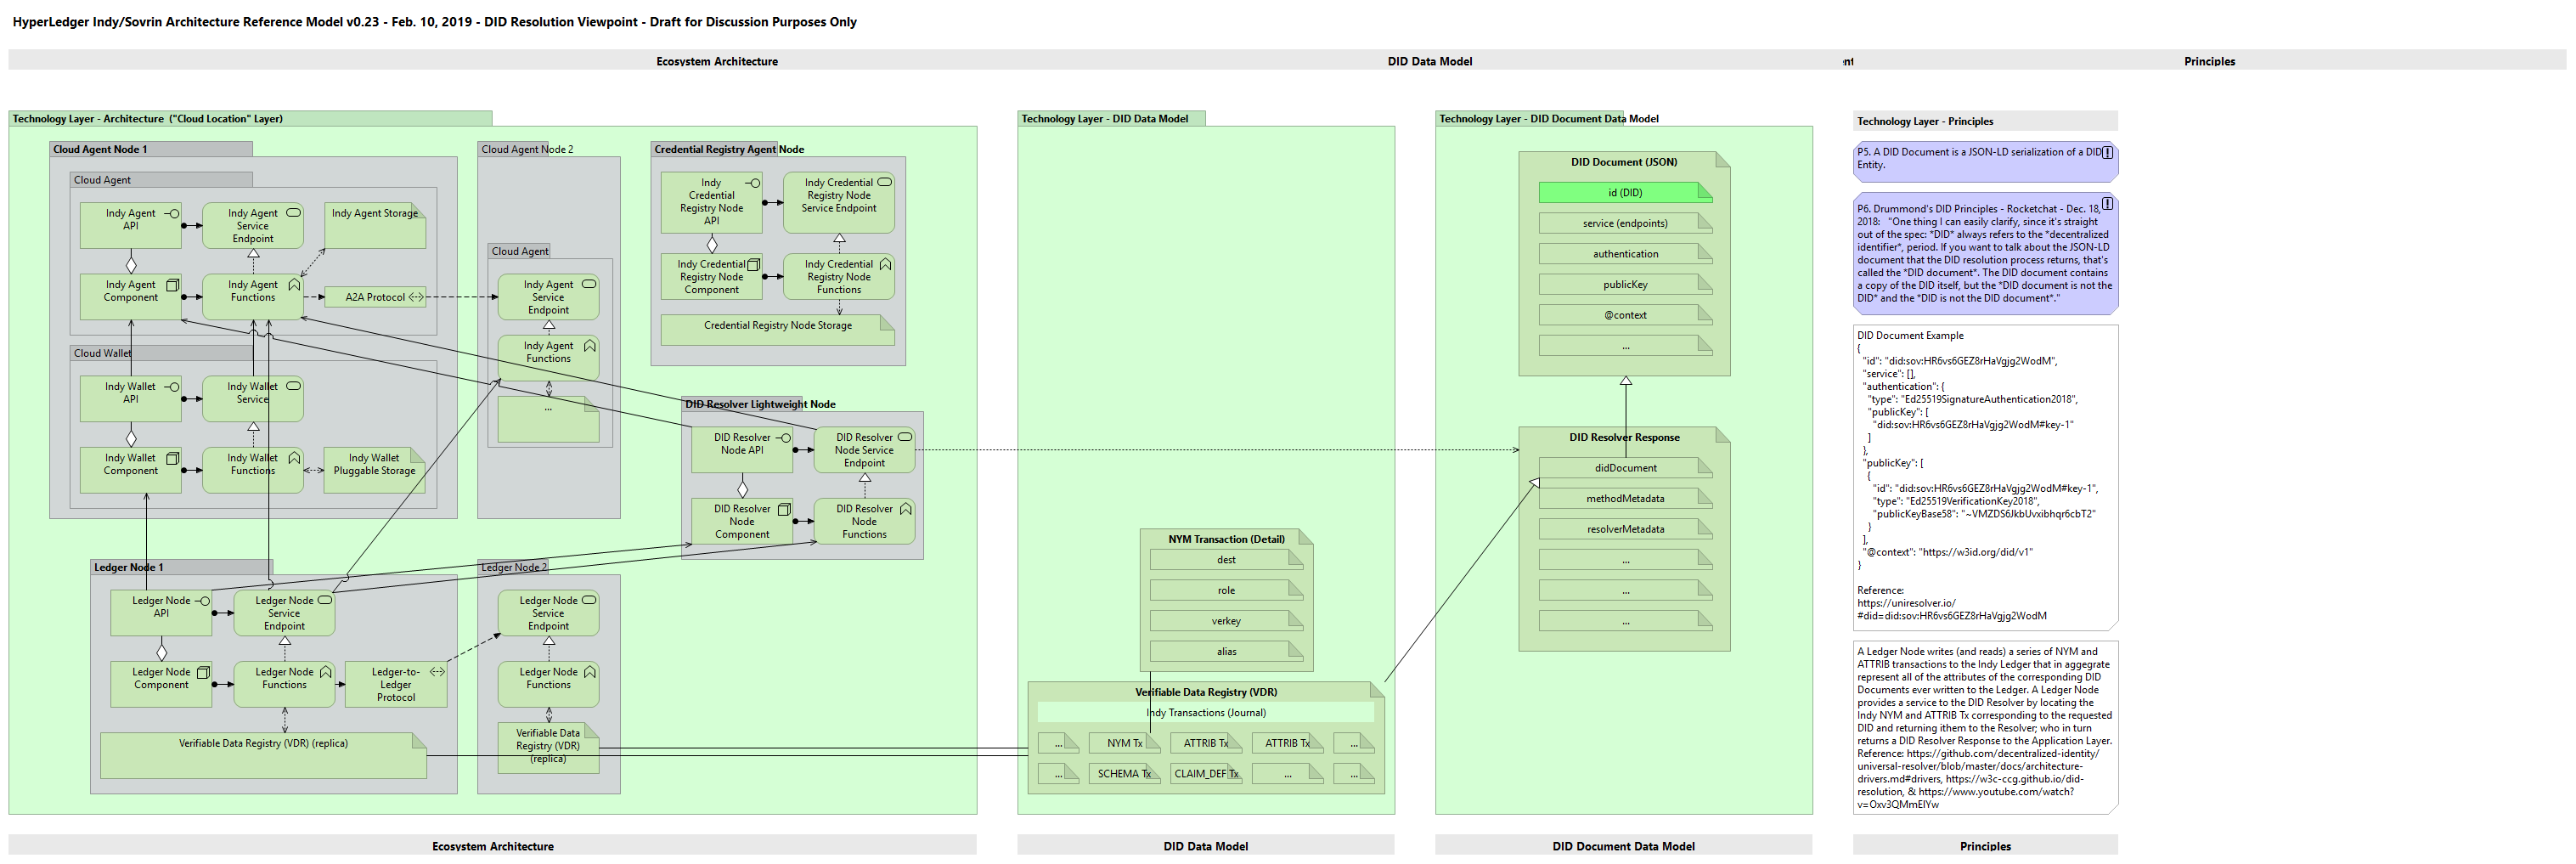 HyperLedger Indy/Sovrin Architecture Reference Model v0.23 - Feb. 10, 2019 - DID Resolution Viewpoint - Draft for Discussion Purposes Only
Ecosystem Architecture
DID Data Model
ent
Principles
Technology Layer - Architecture ("Cloud Location" Layer)
Cloud Agent Node 1
Cloud Agent
Indy Agent
API
Indy Agent
Service
Endpoint
Indy Agent Storage
Indy Agent
Component
Indy Agent
Functions
A2A Protocol
Cloud Wallet
Indy Wallet
API
Indy Wallet
Service
Indy Wallet
Component
Indy Wallet
Functions
Indy Wallet
Pluggable Storage
Cloud Agent Node 2
Cloud Agent
Indy Agent
Service
Endpoint
Indy Agent
Functions
...
Credential Registry Agent Node
Indy
Credential
Registry Node
API
Indy Credential
Registry Node
Service Endpoint
Indy Credential
Registry Node
Component
Indy Credential
Registry Node
Functions
Credential Registry Node Storage
DID Resolver Lightweight Node
DID Resolver
Node API
DID Resolver
Node Service
Endpoint
DID Resolver
Node
Component
DID Resolver
Node
Functions
Ledger Node 1
Ledger Node
API
Ledger Node
Service
Endpoint
Ledger Node
Component
Ledger Node
Functions
Ledger-to-
Ledger
Protocol
Verifiable Data Registry (VDR) (replica)
Ledger Node 2
Ledger Node
Service
Endpoint
Ledger Node
Functions
Verifiable Data
Registry (VDR)
(replica)
Technology Layer - DID Data Model
NYM Transaction (Detail)
dest
role
verkey
alias
Verifiable Data Registry (VDR)
Indy Transactions (Journal)
...
NYM Tx
ATTRIB Tx
ATTRIB Tx
...
...
SCHEMA Tx
CLAIM_DEF Tx
...
...
Technology Layer - DID Document Data Model
DID Document (JSON)
id (DID)
service (endpoints)
authentication
publicKey
@context
...
DID Resolver Response
didDocument
methodMetadata
resolverMetadata
...
...
...
Technology Layer - Principles
P5. A DID Document is a JSON-LD serialization of a DID
Entity.
P6. Drummond's DID Principles - Rocketchat - Dec. 18,
2018: "One thing I can easily clarify, since it's straight
out of the spec: *DID* always refers to the *decentralized
identifier*, period. If you want to talk about the JSON-LD
document that the DID resolution process returns, that's
called the *DID document*. The DID document contains
a copy of the DID itself, but the *DID document is not the
DID* and the *DID is not the DID document*."
DID Document Example
{
"id": "did:sov:HR6vs6GEZ8rHaVgjg2WodM",
"service": [],
"authentication": {
"type": "Ed25519SignatureAuthentication2018",
"publicKey": [
"did:sov:HR6vs6GEZ8rHaVgjg2WodM#key-1"
]
},
"publicKey": [
{
"id": "did:sov:HR6vs6GEZ8rHaVgjg2WodM#key-1",
"type": "Ed25519VerificationKey2018",
"publicKeyBase58": "~VMZDS6JkbUvxibhqr6cbT2"
}
],
"@context": "https://w3id.org/did/v1"
}
Reference:
https://uniresolver.io/
#did=did:sov:HR6vs6GEZ8rHaVgjg2WodM
A Ledger Node writes (and reads) a series of NYM and
ATTRIB transactions to the Indy Ledger that in aggegrate
represent all of the attributes of the corresponding DID
Documents ever written to the Ledger. A Ledger Node
provides a service to the DID Resolver by locating the
Indy NYM and ATTRIB Tx corresponding to the requested
DID and returning ithem to the Resolver; who in turn
returns a DID Resolver Response to the Application Layer.
Reference: https://github.com/decentralized-identity/
universal-resolver/blob/master/docs/architecture-
drivers.md#drivers, https://w3c-ccg.github.io/did-
resolution, & https://www.youtube.com/watch?
v=Oxv3QMmEIYw
Ecosystem Architecture
DID Data Model
DID Document Data Model
Principles